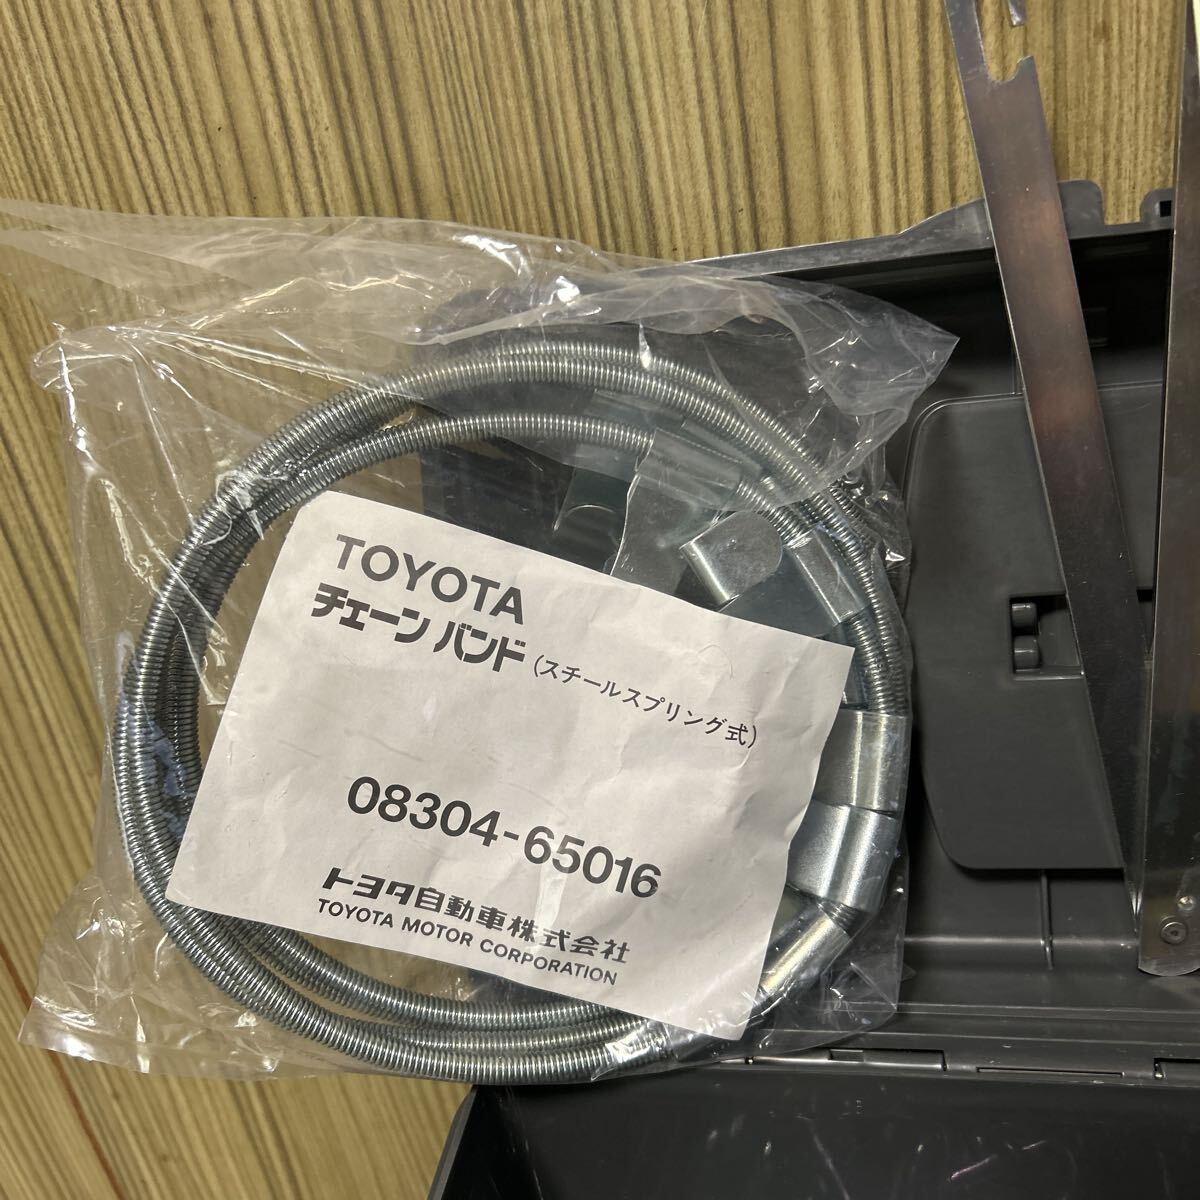 TOYOTA
チェーン バンド (スチールスプリング式)
08304-65016
トヨタ自動車株式会社
TOYOTA MOTOR CORPORATION